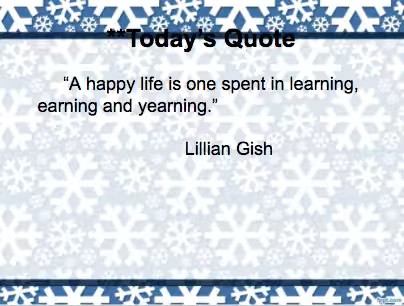 **Today's Quote
“A happy life is one spent in learning,
earning and yearning.”
Lillian Gish